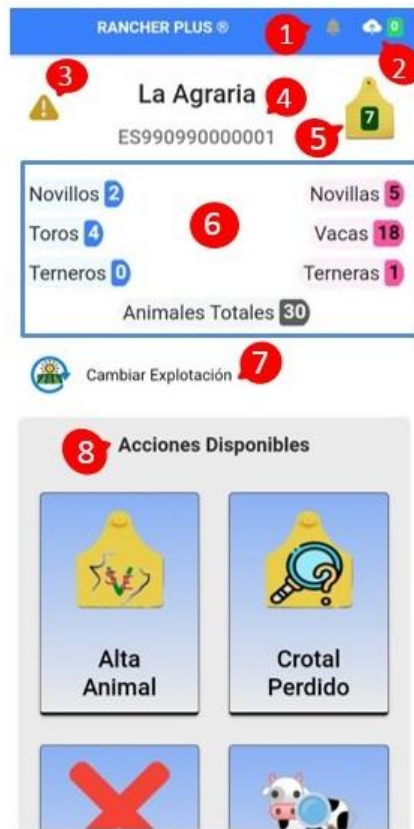 RANCHER PLUS ®
1
0
2
3
La Agraria
4
ES990990000001
5
7
Novillos 2
Novillas 5
6
Toros 4
Vacas 18
Terneros 0
Terneras 1
Animales Totales 30
Cambiar Explotación
7
8
Acciones Disponibles
Alta
Animal
Crotal
Perdido